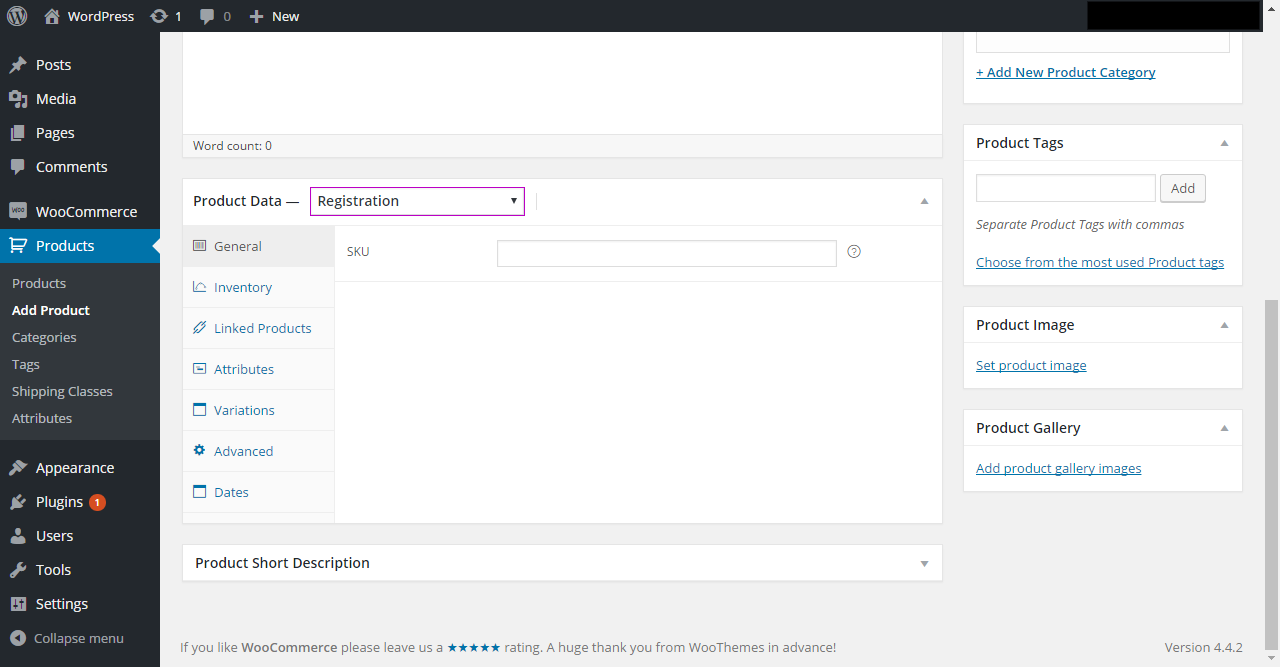 WordPress 1 0 New
Posts
Media
Pages
Comments
WooCommerce
Products
Products
Add Product
Categories
Tags
Shipping Classes
Attributes
Appearance
Plugins 1
Users
Tools
Settings
Collapse menu
Word count: 0
Product Data — Registration
General
Inventory
Linked Products
Attributes
Variations
Advanced
Dates
SKU
Product Short Description
+ Add New Product Category
Product Tags
Add
Separate Product Tags with commas
Choose from the most used Product tags
Product Image
Set product image
Product Gallery
Add product gallery images
If you like WooCommerce please leave us a ★★★★★ rating. A huge thank you from WooThemes in advance!
Version 4.4.2